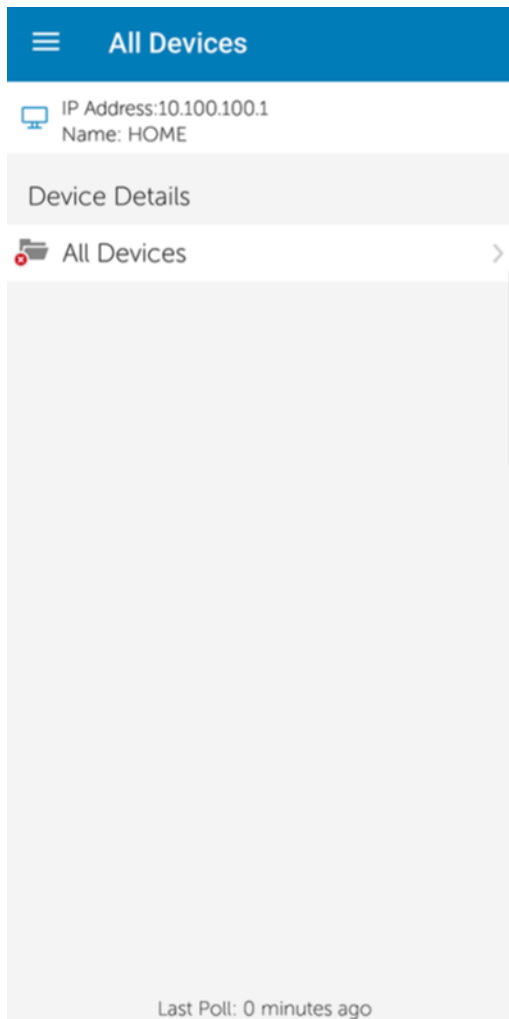 All Devices
IP Address:10.100.100.1
Name: HOME
Device Details
All Devices
Last Poll: 0 minutes ago